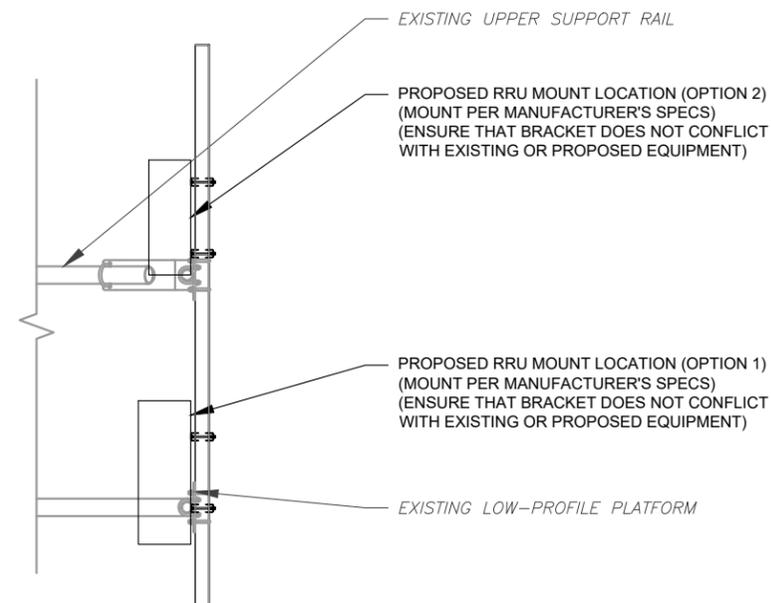 EXISTING UPPER SUPPORT RAIL
PROPOSED RRU MOUNT LOCATION (OPTION 2)
(MOUNT PER MANUFACTURER'S SPECS)
(ENSURE THAT BRACKET DOES NOT CONFLICT
WITH EXISTING OR PROPOSED EQUIPMENT)
PROPOSED RRU MOUNT LOCATION (OPTION 1)
(MOUNT PER MANUFACTURER'S SPECS)
(ENSURE THAT BRACKET DOES NOT CONFLICT
WITH EXISTING OR PROPOSED EQUIPMENT)
EXISTING LOW-PROFILE PLATFORM